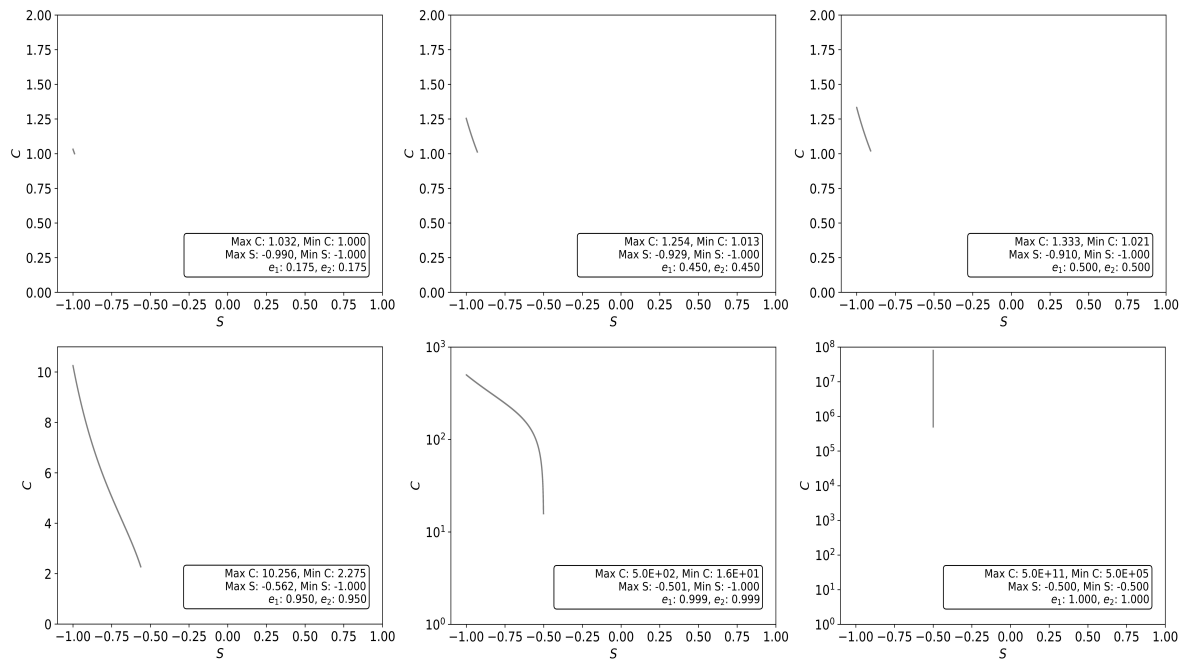 2.00
1.75
1.50
1.25
1.00
0.75
0.50
0.25
0.00
C
Max C: 1.032, Min C: 1.000
Max S: -0.990, Min S: -1.000
e₁: 0.175, e₂: 0.175
−1.00 −0.75 −0.50 −0.25 0.00 0.25 0.50 0.75 1.00
S
2.00
1.75
1.50
1.25
1.00
0.75
0.50
0.25
0.00
C
Max C: 1.254, Min C: 1.013
Max S: -0.929, Min S: -1.000
e₁: 0.450, e₂: 0.450
−1.00 −0.75 −0.50 −0.25 0.00 0.25 0.50 0.75 1.00
S
2.00
1.75
1.50
1.25
1.00
0.75
0.50
0.25
0.00
C
Max C: 1.333, Min C: 1.021
Max S: -0.910, Min S: -1.000
e₁: 0.500, e₂: 0.500
−1.00 −0.75 −0.50 −0.25 0.00 0.25 0.50 0.75 1.00
S
10
8
6
4
2
0
C
Max C: 10.256, Min C: 2.275
Max S: -0.562, Min S: -1.000
e₁: 0.950, e₂: 0.950
−1.00 −0.75 −0.50 −0.25 0.00 0.25 0.50 0.75 1.00
S
10³
10²
10¹
10⁰
C
Max C: 5.0E+02, Min C: 1.6E+01
Max S: -0.501, Min S: -1.000
e₁: 0.999, e₂: 0.999
−1.00 −0.75 −0.50 −0.25 0.00 0.25 0.50 0.75 1.00
S
10⁸
10⁷
10⁶
10⁵
10⁴
10³
10²
10¹
10⁰
C
Max C: 5.0E+11, Min C: 5.0E+05
Max S: -0.500, Min S: -0.500
e₁: 1.000, e₂: 1.000
−1.00 −0.75 −0.50 −0.25 0.00 0.25 0.50 0.75 1.00
S